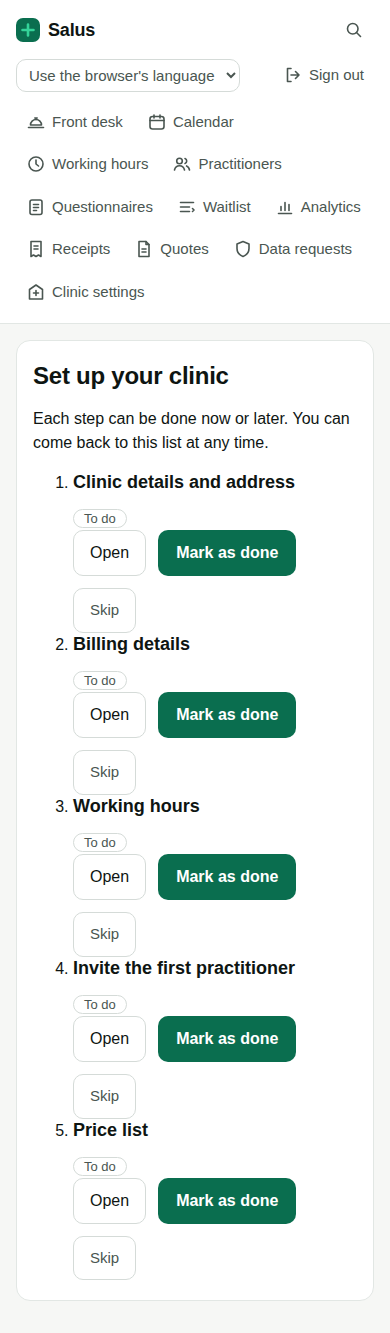 Salus
Use the browser's language
Sign out
Front desk
Calendar
Working hours
Practitioners
Questionnaires
Waitlist
Analytics
Receipts
Quotes
Data requests
Clinic settings
Set up your clinic
Each step can be done now or later. You can
come back to this list at any time.
1. Clinic details and address
To do
Open
Mark as done
Skip
2. Billing details
To do
Open
Mark as done
Skip
3. Working hours
To do
Open
Mark as done
Skip
4. Invite the first practitioner
To do
Open
Mark as done
Skip
5. Price list
To do
Open
Mark as done
Skip